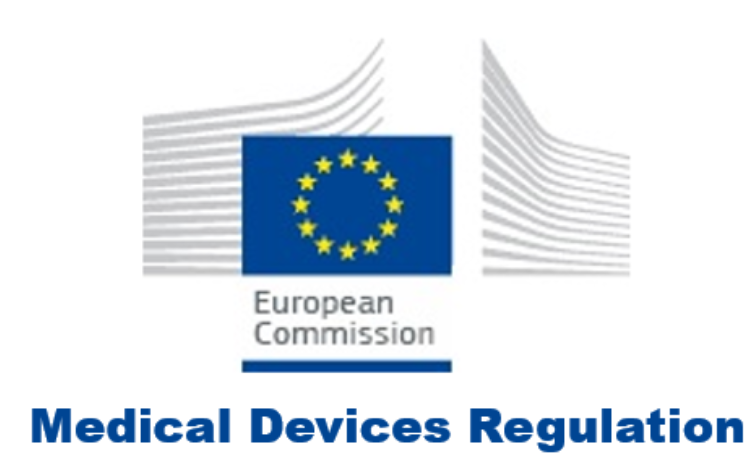 European
Commission
Medical Devices Regulation